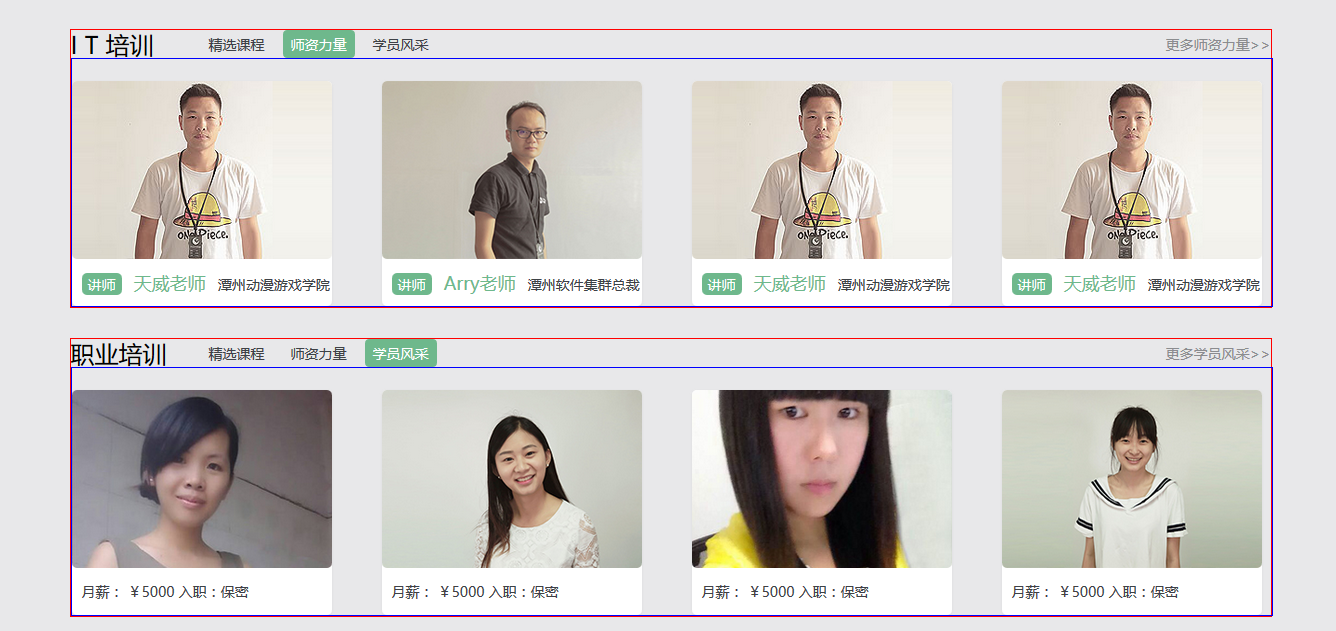 I T 培训 精选课程 师资力量 学员风采 更多师资力量>>
ONE Piece. ONE Piece. ONE Piece.
讲师 天威老师 潭州动漫游戏学院 讲师 Arry老师 潭州软件集群总裁 讲师 天威老师 潭州动漫游戏学院 讲师 天威老师 潭州动漫游戏学院
职业培训 精选课程 师资力量 学员风采 更多学员风采>>
月薪：￥5000 入职：保密 月薪：￥5000 入职：保密 月薪：￥5000 入职：保密 月薪：￥5000 入职：保密